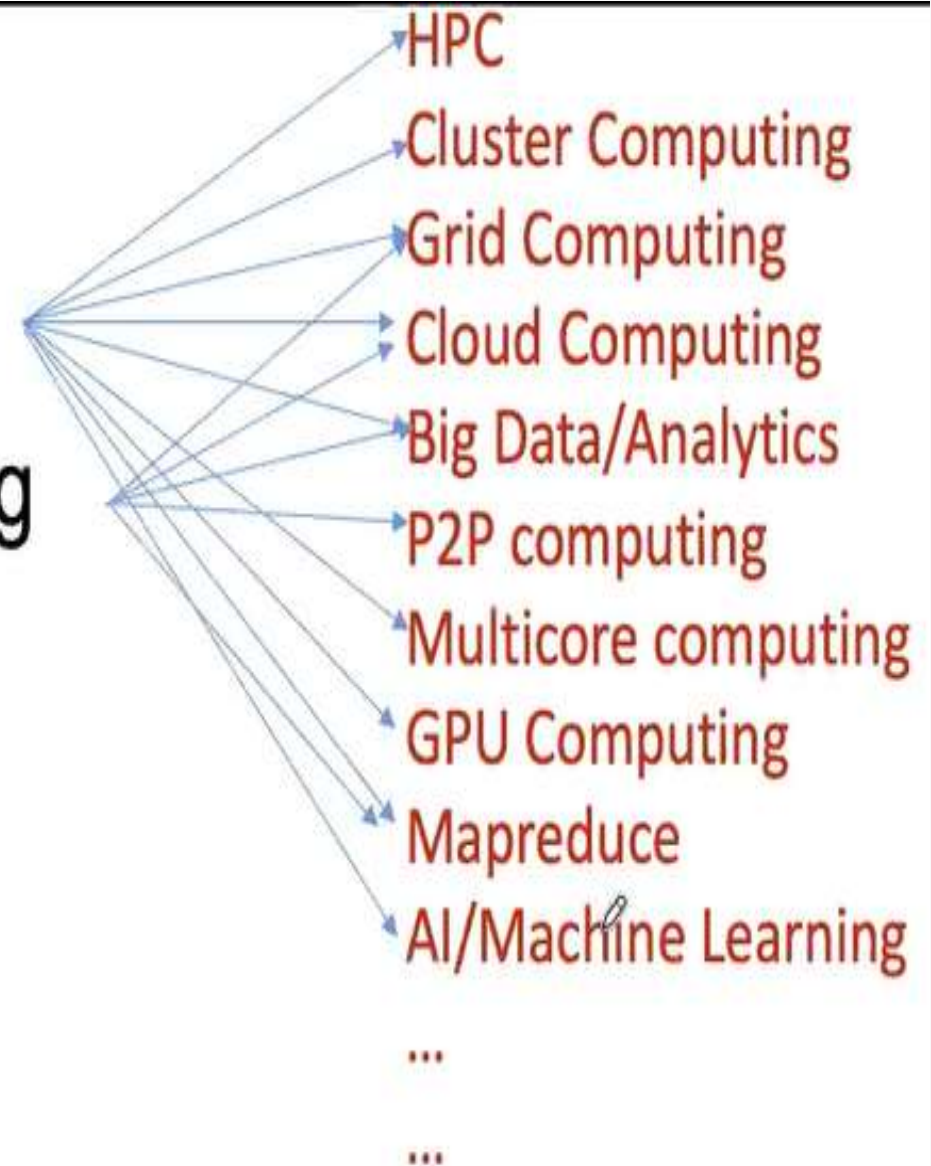 HPC
Cluster Computing
Grid Computing
Cloud Computing
Big Data/Analytics
g
P2P computing
Multicore computing
GPU Computing
Mapreduce
AI/Machine Learning
...
...